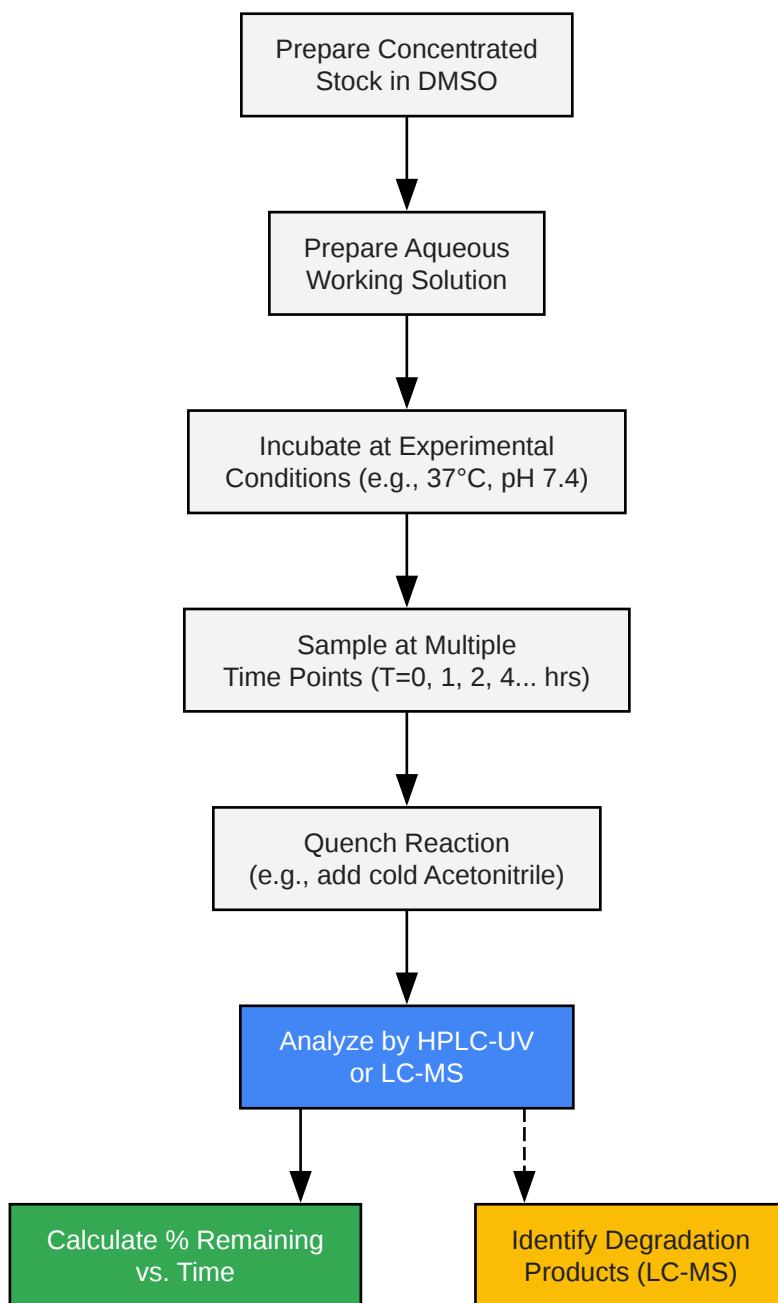 Prepare Concentrated
Stock in DMSO
Prepare Aqueous
Working Solution
Incubate at Experimental
Conditions (e.g., 37°C, pH 7.4)
Sample at Multiple
Time Points (T=0, 1, 2, 4... hrs)
Quench Reaction
(e.g., add cold Acetonitrile)
Analyze by HPLC-UV
or LC-MS
Calculate % Remaining
vs. Time
Identify Degradation
Products (LC-MS)